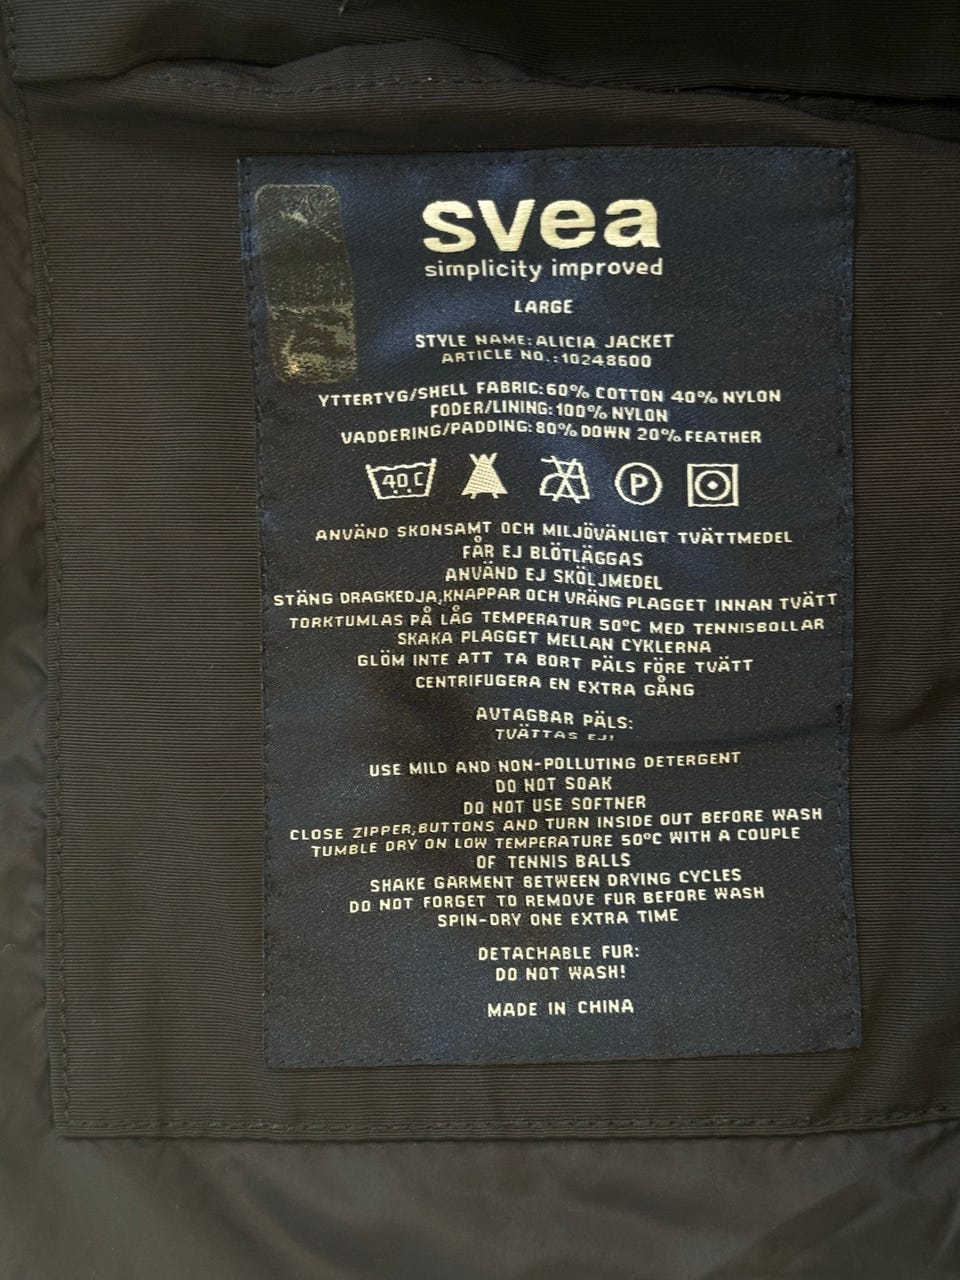 svea
simplicity improved
LARGE
STYLE NAME: ALICIA JACKET
ARTICLE NO.: 10248600
YTTERTYG/SHELL FABRIC: 60% COTTON 40% NYLON
FODER/LINING: 100% NYLON
VADDERING/PADDING: 80% DOWN 20% FEATHER
40 C P
ANVÄND SKONSAMT OCH MILJÖVÄNLIGT TVÄTTMEDEL
FÅR EJ BLÖTLÄGGAS
ANVÄND EJ SKÖLJMEDEL
STÄNG DRAGKEDJA,KNAPPAR OCH VRÄNG PLAGGET INNAN TVÄTT
TORKTUMLAS PÅ LÅG TEMPERATUR 50°C MED TENNISBOLLAR
SKAKA PLAGGET MELLAN CYKLERNA
GLÖM INTE ATT TA BORT PÄLS FÖRE TVÄTT
CENTRIFUGERA EN EXTRA GÅNG
AVTAGBAR PÄLS:
TVÄTTAS EJ!
USE MILD AND NON-POLLUTING DETERGENT
DO NOT SOAK
DO NOT USE SOFTNER
CLOSE ZIPPER,BUTTONS AND TURN INSIDE OUT BEFORE WASH
TUMBLE DRY ON LOW TEMPERATURE 50°C WITH A COUPLE
OF TENNIS BALLS
SHAKE GARMENT BETWEEN DRYING CYCLES
DO NOT FORGET TO REMOVE FUR BEFORE WASH
SPIN-DRY ONE EXTRA TIME
DETACHABLE FUR:
DO NOT WASH!
MADE IN CHINA